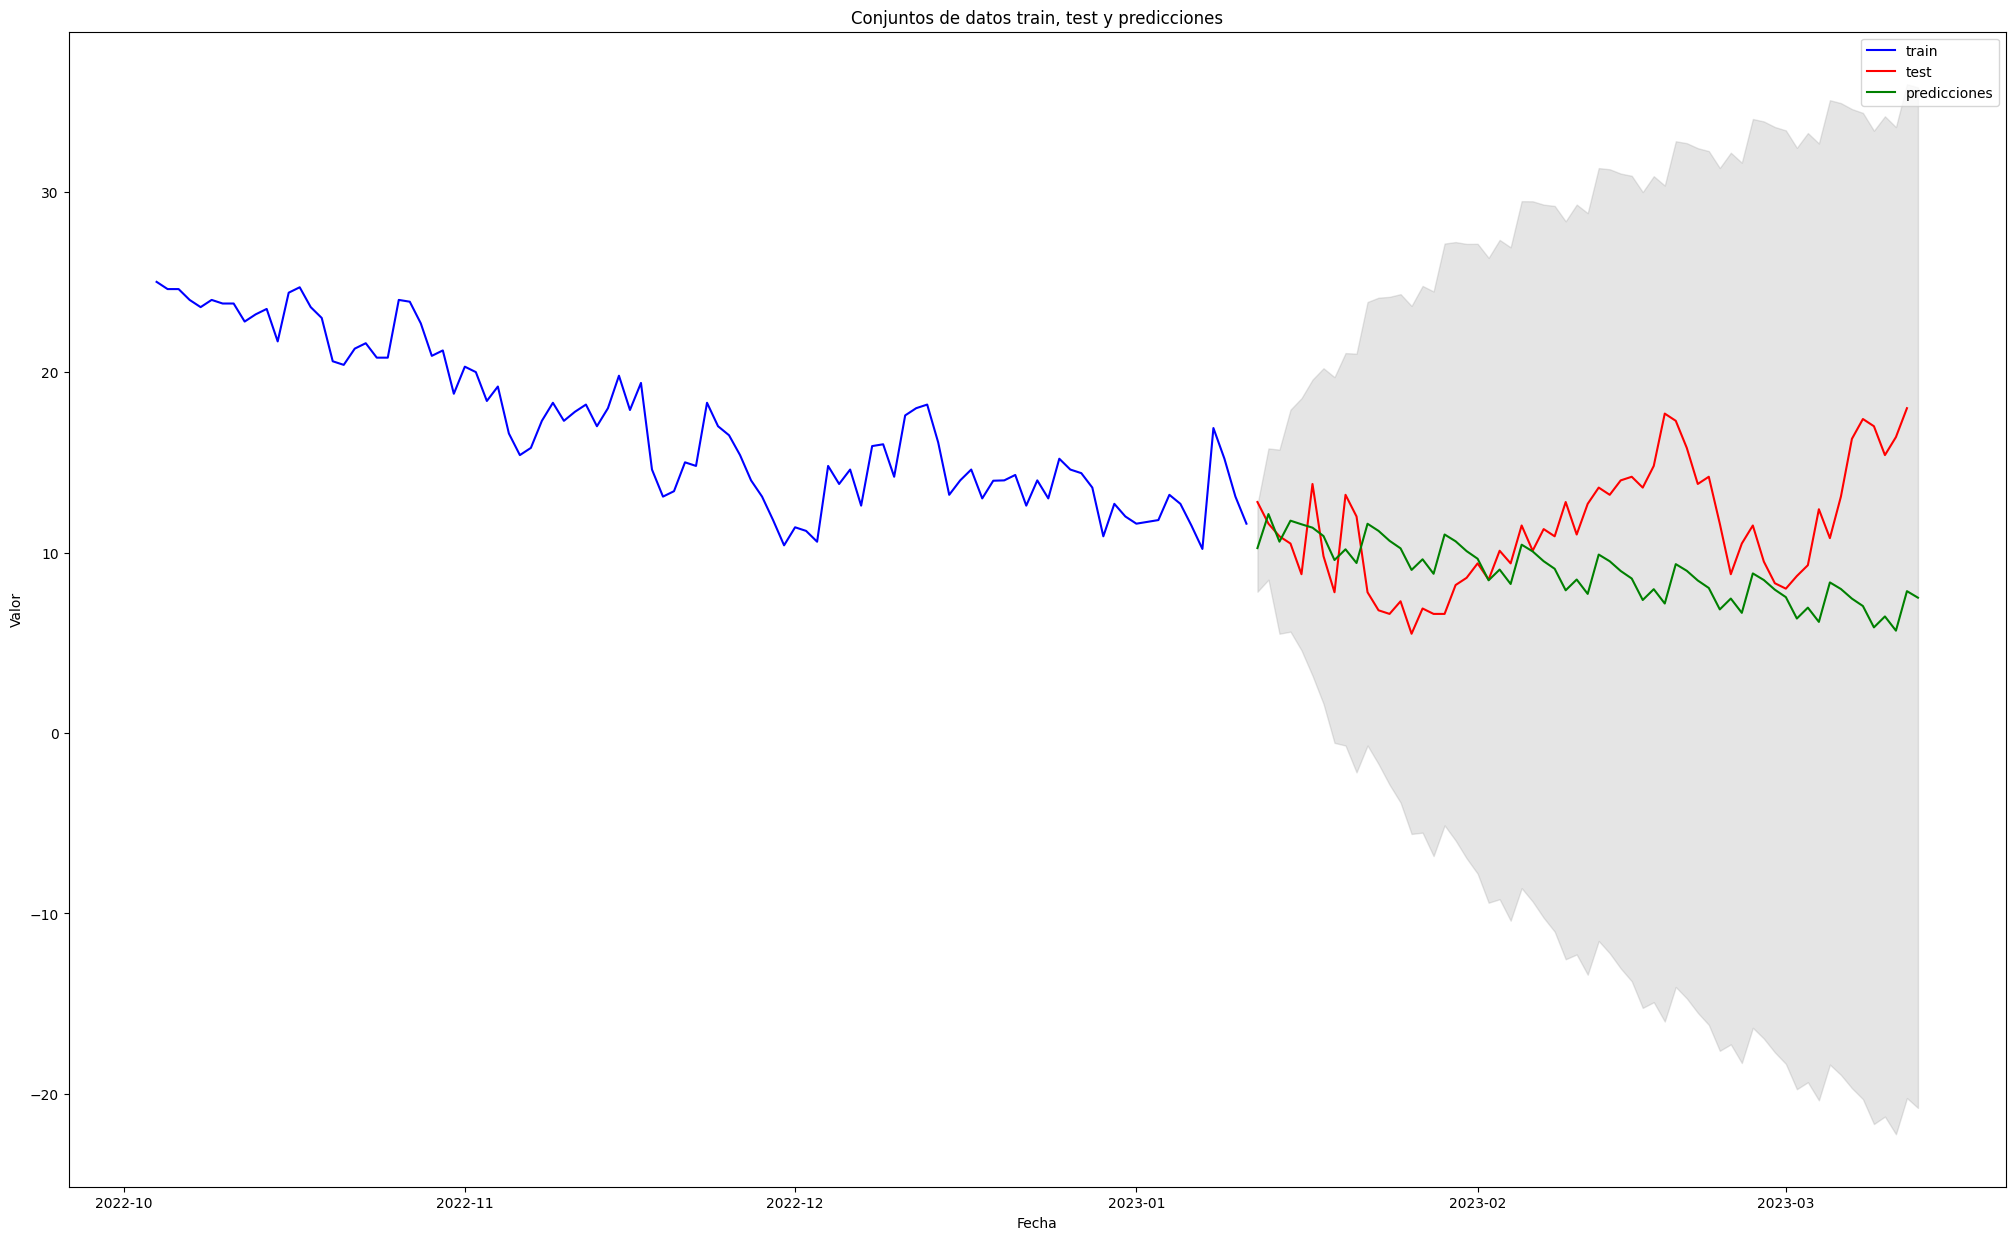 Conjuntos de datos train, test y predicciones
train
test
predicciones
30
20
10
0
−10
−20
Valor
2022-10 2022-11 2022-12 2023-01 2023-02 2023-03
Fecha